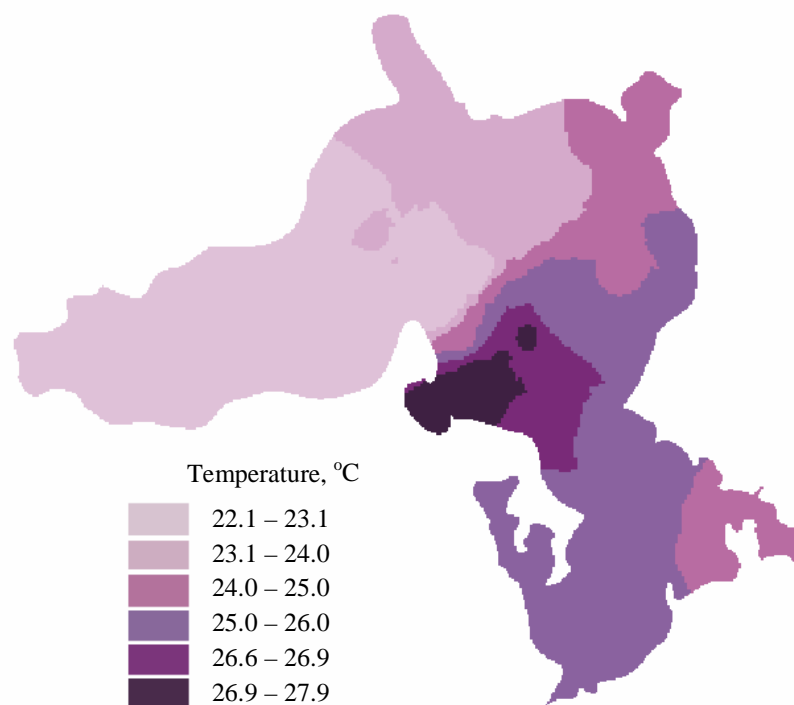 Temperature, °C
22.1 – 23.1
23.1 – 24.0
24.0 – 25.0
25.0 – 26.0
26.6 – 26.9
26.9 – 27.9